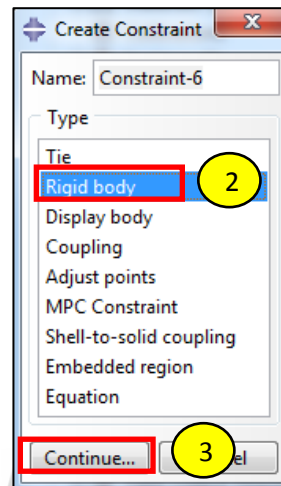 Create Constraint
X
Name: Constraint-6
Type
Tie
Rigid body
2
Display body
Coupling
Adjust points
MPC Constraint
Shell-to-solid coupling
Embedded region
Equation
Continue...
3